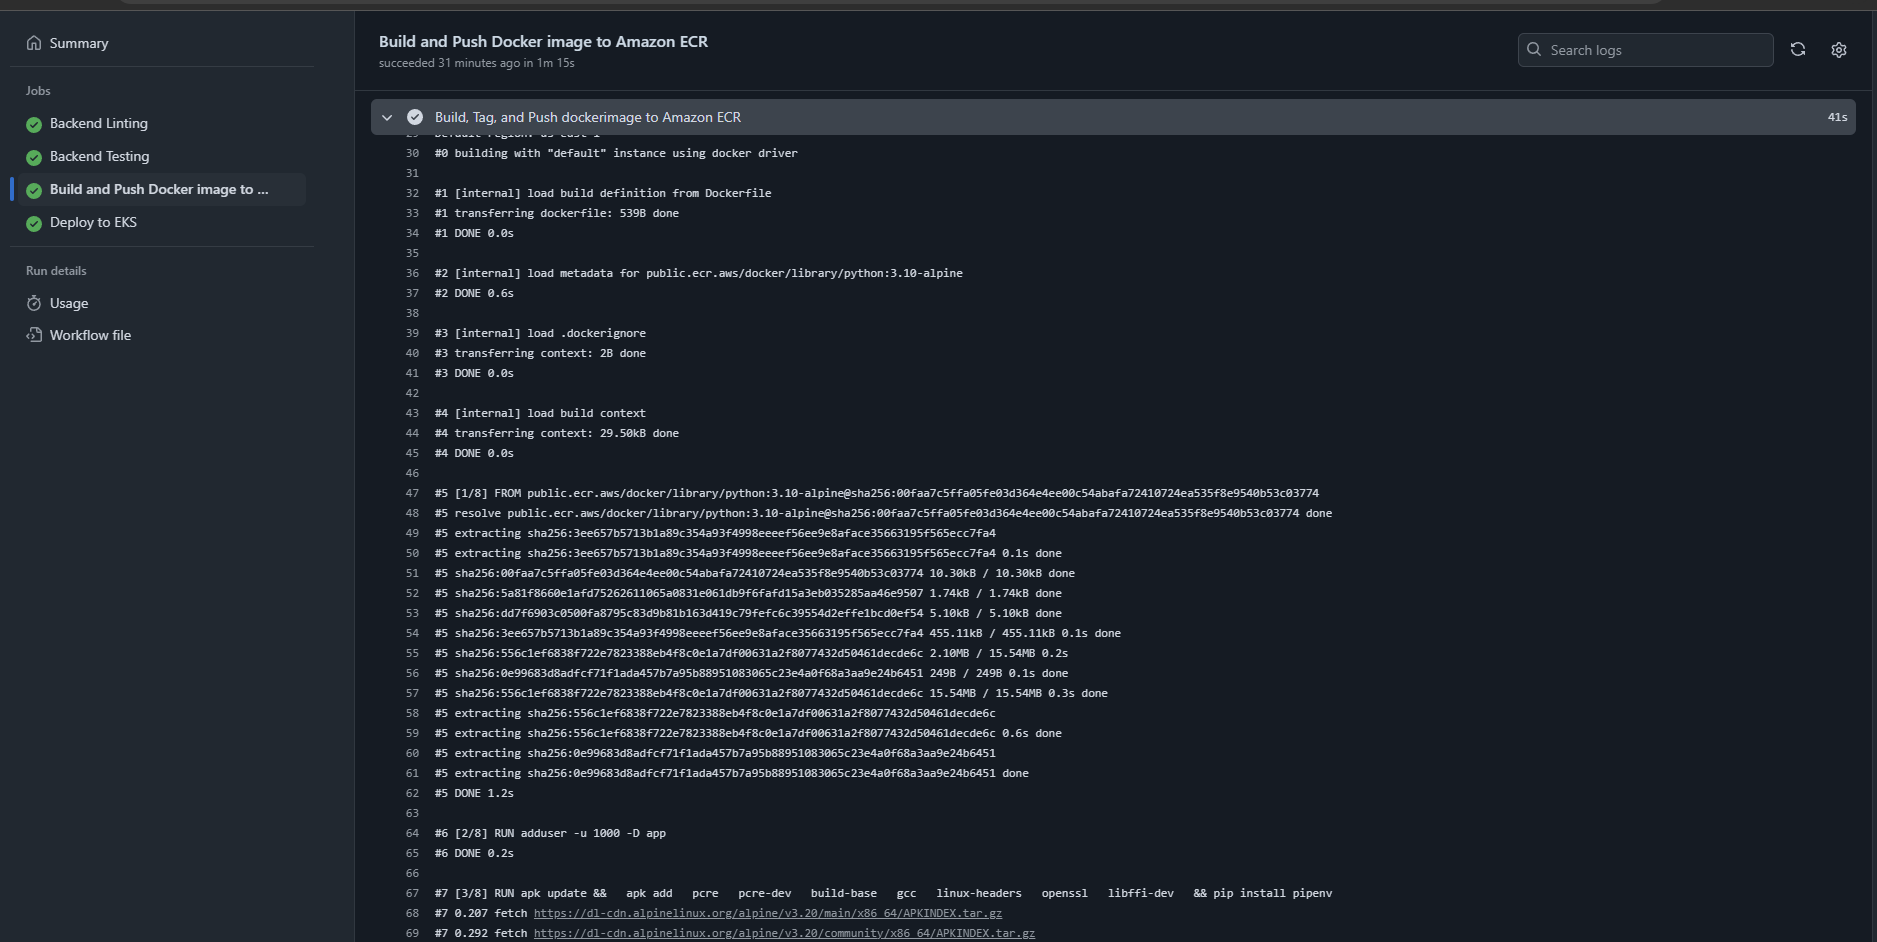 Summary
Jobs
Backend Linting
Backend Testing
Build and Push Docker image to ...
Deploy to EKS
Run details
Usage
Workflow file
Build and Push Docker image to Amazon ECR
succeeded 31 minutes ago in 1m 15s
Search logs
Build, Tag, and Push dockerimage to Amazon ECR
41s
30 #0 building with "default" instance using docker driver
31
32 #1 [internal] load build definition from Dockerfile
33 #1 transferring dockerfile: 539B done
34 #1 DONE 0.0s
35
36 #2 [internal] load metadata for public.ecr.aws/docker/library/python:3.10-alpine
37 #2 DONE 0.6s
38
39 #3 [internal] load .dockerignore
40 #3 transferring context: 2B done
41 #3 DONE 0.0s
42
43 #4 [internal] load build context
44 #4 transferring context: 29.50kB done
45 #4 DONE 0.0s
46
47 #5 [1/8] FROM public.ecr.aws/docker/library/python:3.10-alpine@sha256:00faa7c5ffa05fe03d364e4ee00c54abafa72410724ea535f8e9540b53c03774
48 #5 resolve public.ecr.aws/docker/library/python:3.10-alpine@sha256:00faa7c5ffa05fe03d364e4ee00c54abafa72410724ea535f8e9540b53c03774 done
49 #5 extracting sha256:3ee657b5713b1a89c354a93f4998eeeef56ee9e8aface35663195f565ecc7fa4
50 #5 extracting sha256:3ee657b5713b1a89c354a93f4998eeeef56ee9e8aface35663195f565ecc7fa4 0.1s done
51 #5 sha256:00faa7c5ffa05fe03d364e4ee00c54abafa72410724ea535f8e9540b53c03774 10.30kB / 10.30kB done
52 #5 sha256:5a81f8660e1afd75262611065a0831e061db9f6fafd15a3eb035285aa46e9507 1.74kB / 1.74kB done
53 #5 sha256:dd7f6903c0500fa8795c83d9b81b163d419c79fefc6c39554d2effe1bcd0ef54 5.10kB / 5.10kB done
54 #5 sha256:3ee657b5713b1a89c354a93f4998eeeef56ee9e8aface35663195f565ecc7fa4 455.11kB / 455.11kB 0.1s done
55 #5 sha256:556c1ef6838f722e7823388eb4f8c0e1a7df00631a2f8077432d50461decde6c 2.10MB / 15.54MB 0.2s
56 #5 sha256:0e99683d8adfcf71f1ada457b7a95b88951083065c23e4a0f68a3aa9e24b6451 249B / 249B 0.1s done
57 #5 sha256:556c1ef6838f722e7823388eb4f8c0e1a7df00631a2f8077432d50461decde6c 15.54MB / 15.54MB 0.3s done
58 #5 extracting sha256:556c1ef6838f722e7823388eb4f8c0e1a7df00631a2f8077432d50461decde6c
59 #5 extracting sha256:556c1ef6838f722e7823388eb4f8c0e1a7df00631a2f8077432d50461decde6c 0.6s done
60 #5 extracting sha256:0e99683d8adfcf71f1ada457b7a95b88951083065c23e4a0f68a3aa9e24b6451
61 #5 extracting sha256:0e99683d8adfcf71f1ada457b7a95b88951083065c23e4a0f68a3aa9e24b6451 done
62 #5 DONE 1.2s
63
64 #6 [2/8] RUN adduser -u 1000 -D app
65 #6 DONE 0.2s
66
67 #7 [3/8] RUN apk update && apk add pcre pcre-dev build-base gcc linux-headers openssl libffi-dev && pip install pipenv
68 #7 0.207 fetch https://dl-cdn.alpinelinux.org/alpine/v3.20/main/x86_64/APKINDEX.tar.gz
69 #7 0.292 fetch https://dl-cdn.alpinelinux.org/alpine/v3.20/community/x86_64/APKINDEX.tar.gz